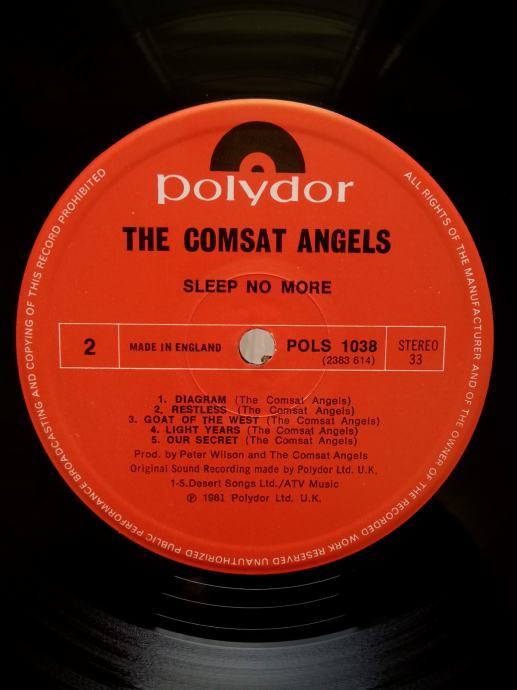 polydor
THE COMSAT ANGELS
SLEEP NO MORE
2
MADE IN ENGLAND
POLS 1038
(2383 614)
STEREO
33
1. DIAGRAM (The Comsat Angels)
2. RESTLESS (The Comsat Angels)
3. GOAT OF THE WEST (The Comsat Angels)
4. LIGHT YEARS (The Comsat Angels)
5. OUR SECRET (The Comsat Angels)
Prod. by Peter Wilson and The Comsat Angels
Original Sound Recording made by Polydor Ltd. U.K.
1-5.Desert Songs Ltd./ATV Music
℗ 1981 Polydor Ltd. U.K.
ALL RIGHTS OF THE MANUFACTURER AND OF THE OWNER OF THE RECORDED WORK RESERVED UNAUTHORIZED PUBLIC PERFORMANCE BROADCASTING AND COPYING OF THIS RECORD PROHIBITED